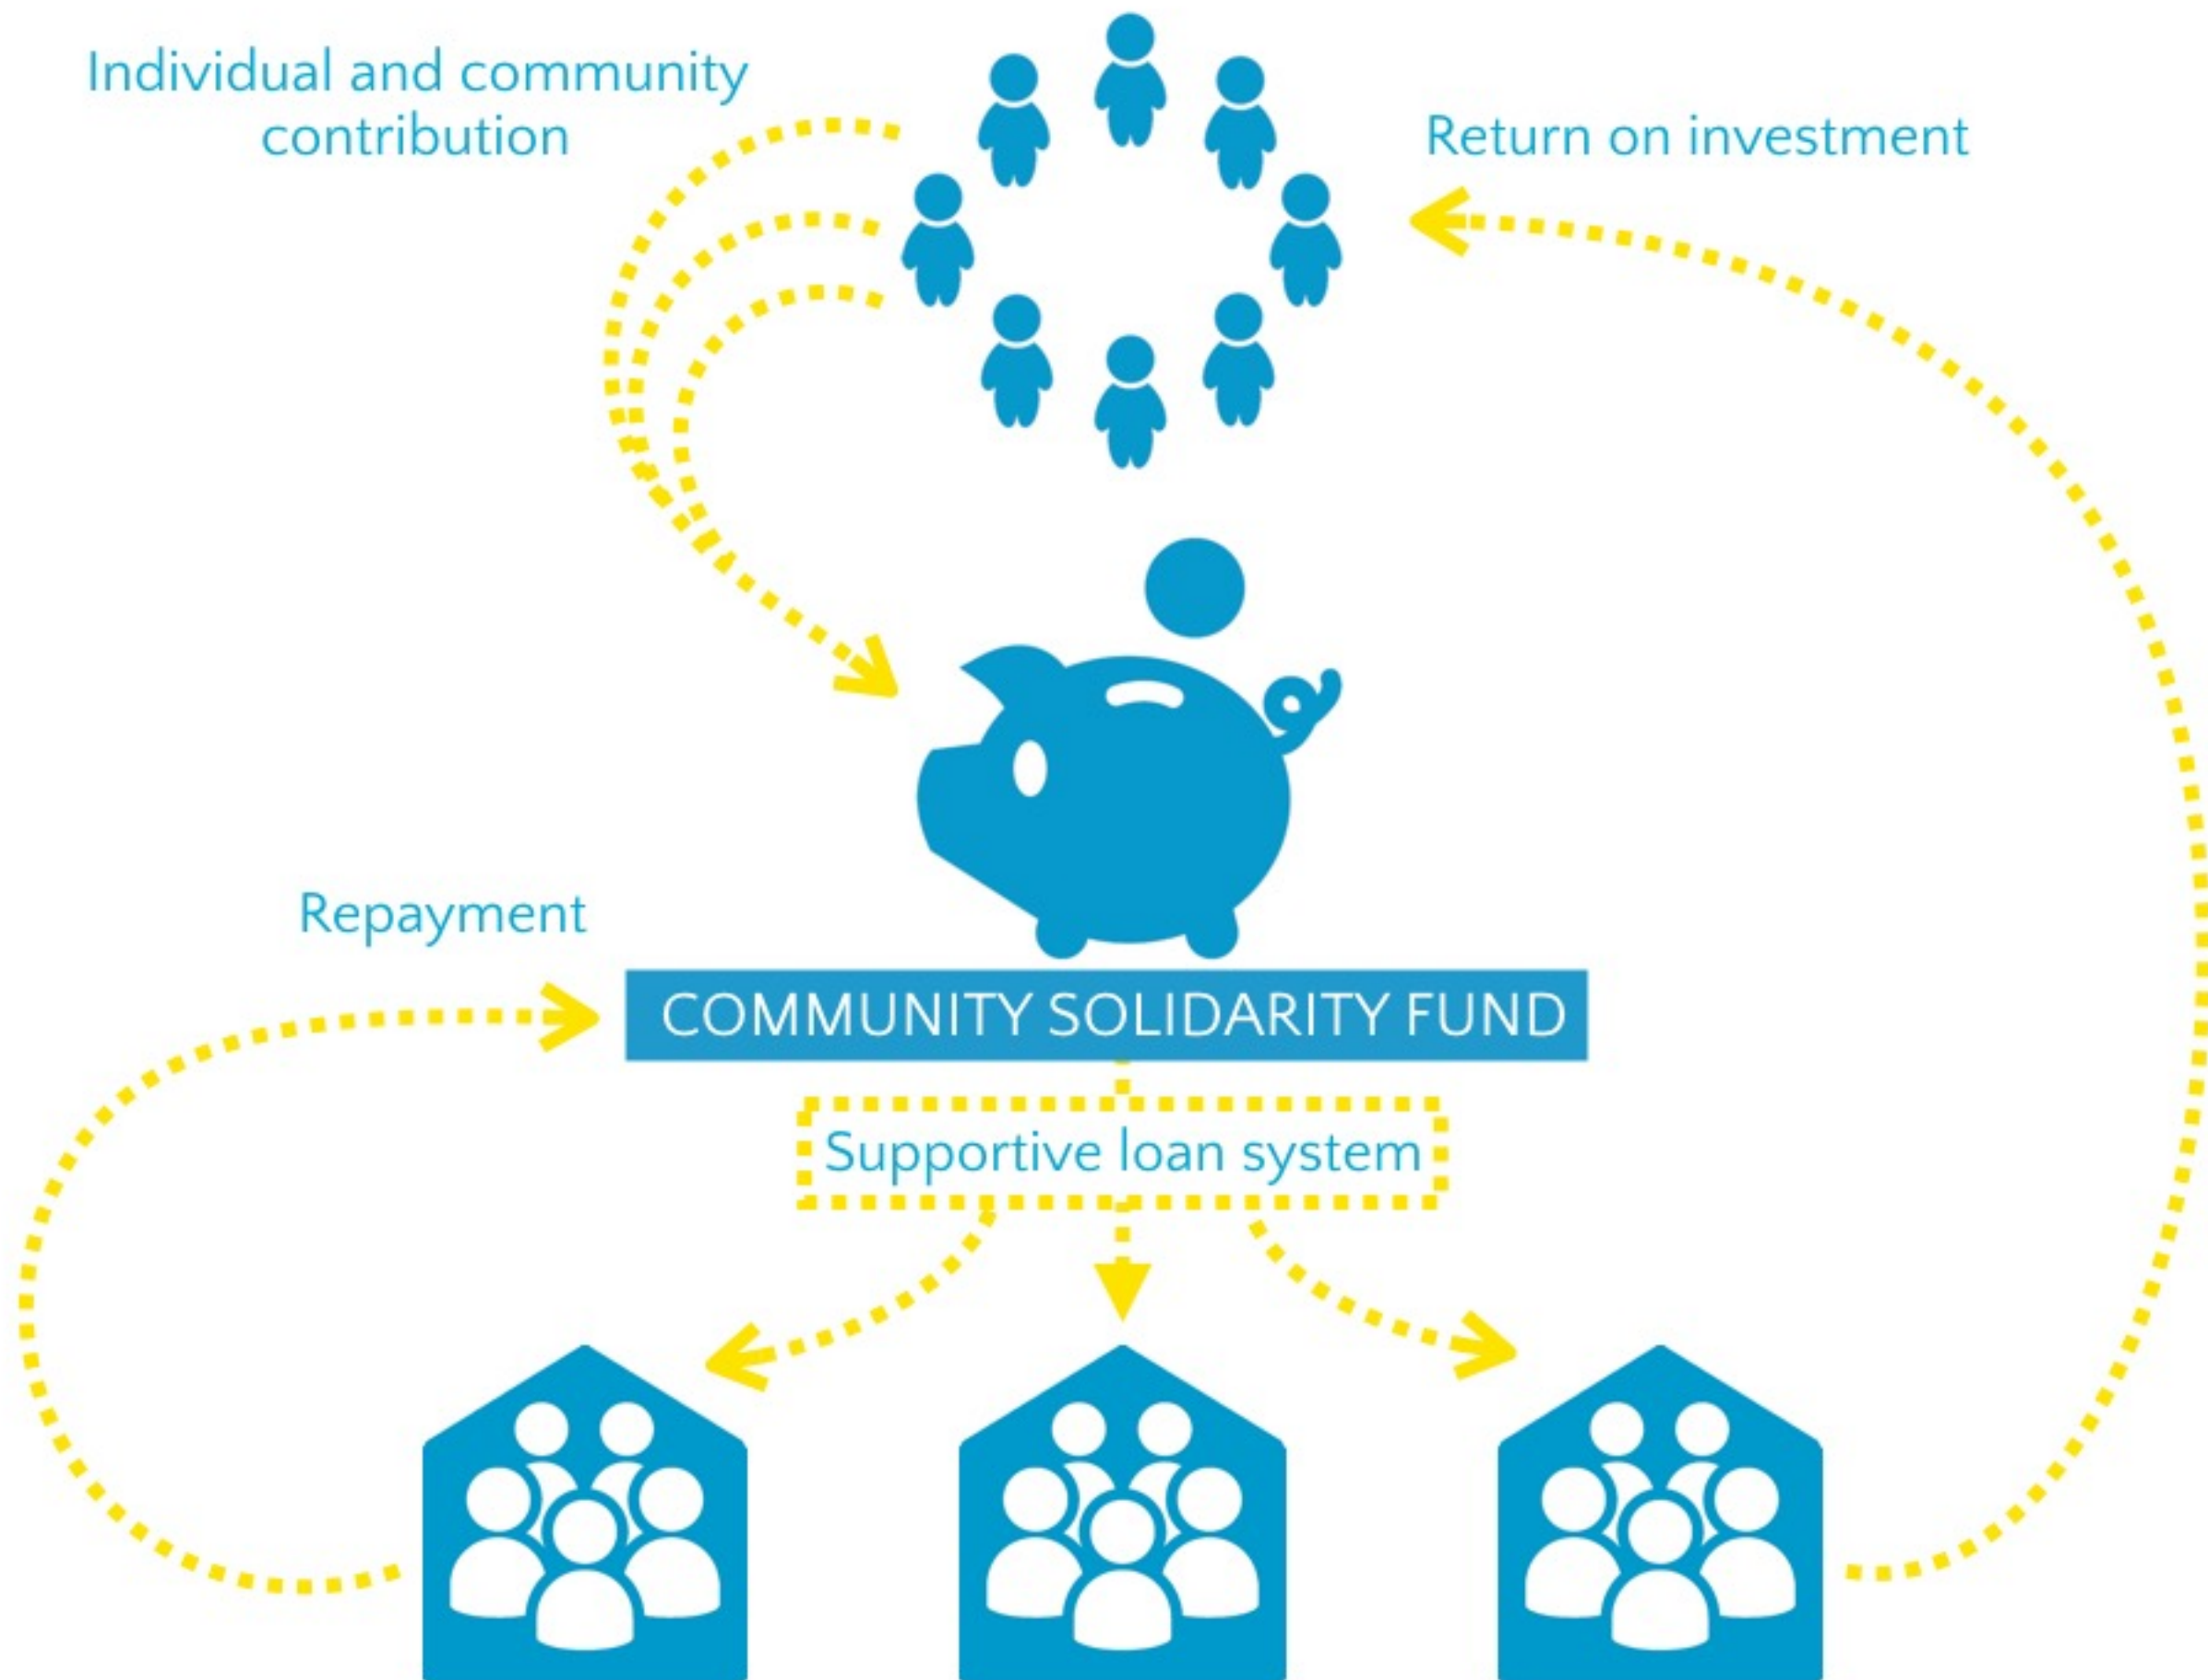 Individual and community
contribution
Return on investment
Repayment
COMMUNITY SOLIDARITY FUND
Supportive loan system